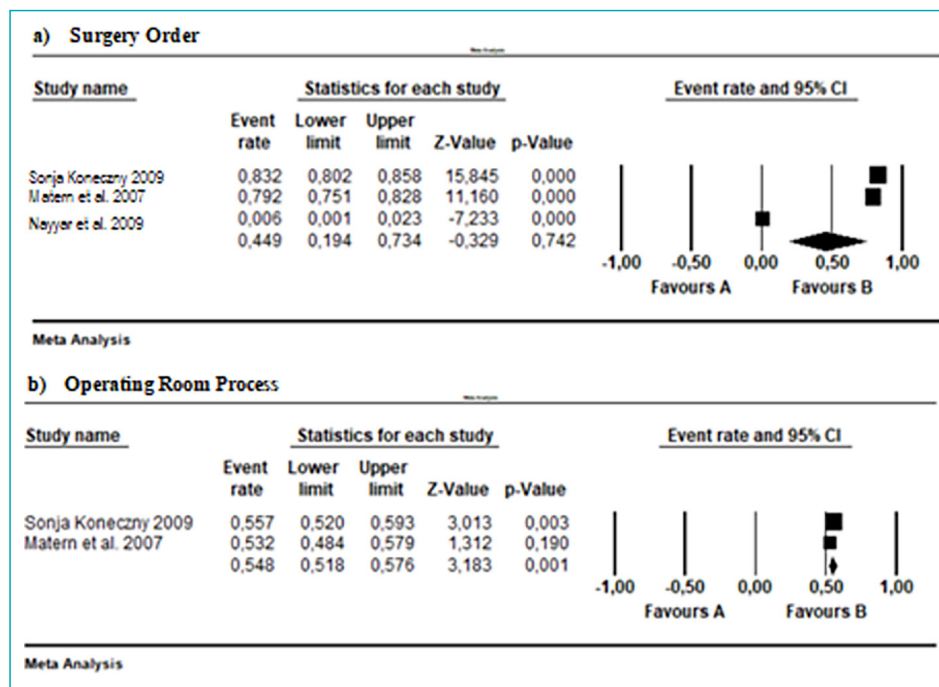 a) Surgery Order
Meta Analysis
Study name Statistics for each study Event rate and 95% CI
Event Lower Upper
rate limit limit Z-Value p-Value
Sonja Koneczny 2009 0,832 0,802 0,858 15,845 0,000
Matern et al. 2007 0,792 0,751 0,828 11,160 0,000
Nayyar et al. 2009 0,006 0,001 0,023 -7,233 0,000
0,449 0,194 0,734 -0,329 0,742
-1,00 -0,50 0,00 0,50 1,00
Favours A Favours B
Meta Analysis
b) Operating Room Process
Meta Analysis
Study name Statistics for each study Event rate and 95% CI
Event Lower Upper
rate limit limit Z-Value p-Value
Sonja Koneczny 2009 0,557 0,520 0,593 3,013 0,003
Matern et al. 2007 0,532 0,484 0,579 1,312 0,190
0,548 0,518 0,576 3,183 0,001
-1,00 -0,50 0,00 0,50 1,00
Favours A Favours B
Meta Analysis